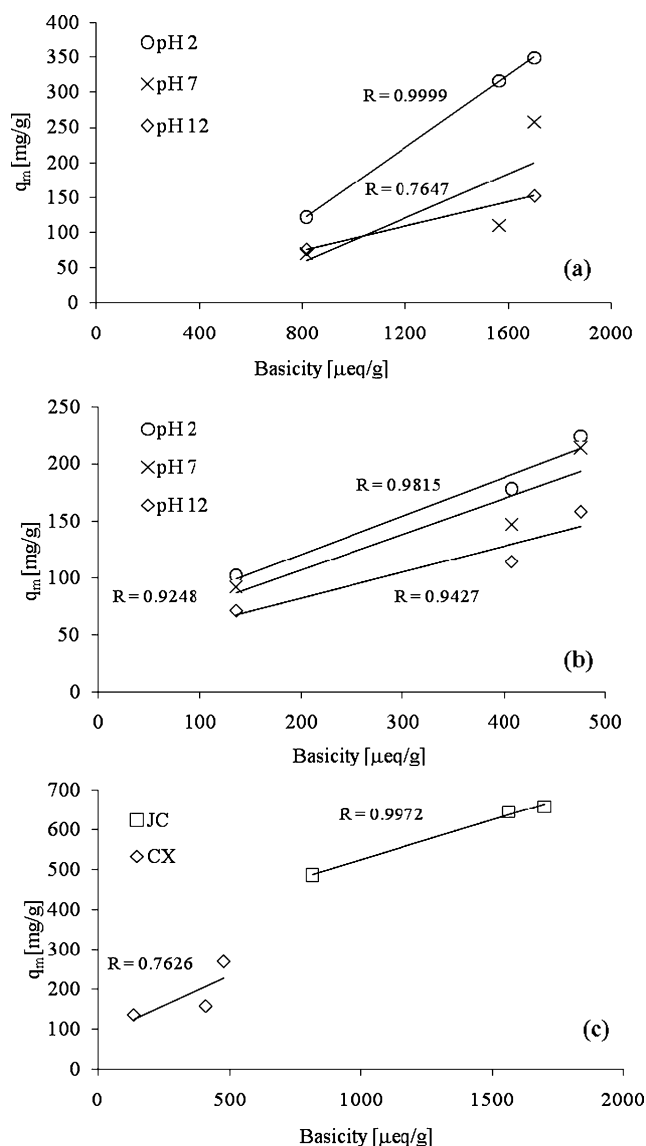 400
350
300
250
200
150
100
50
0
qm [mg/g]
pH 2
pH 7
pH 12
R = 0.9999
R = 0.7647
(a)
0 400 800 1200 1600 2000
Basicity [µeq/g]
250
200
150
100
50
0
qm [mg/g]
pH 2
pH 7
pH 12
R = 0.9815
R = 0.9248
R = 0.9427
(b)
0 100 200 300 400 500
Basicity [µeq/g]
700
600
500
400
300
200
100
0
qm [mg/g]
JC
CX
R = 0.9972
R = 0.7626
(c)
0 500 1000 1500 2000
Basicity [µeq/g]